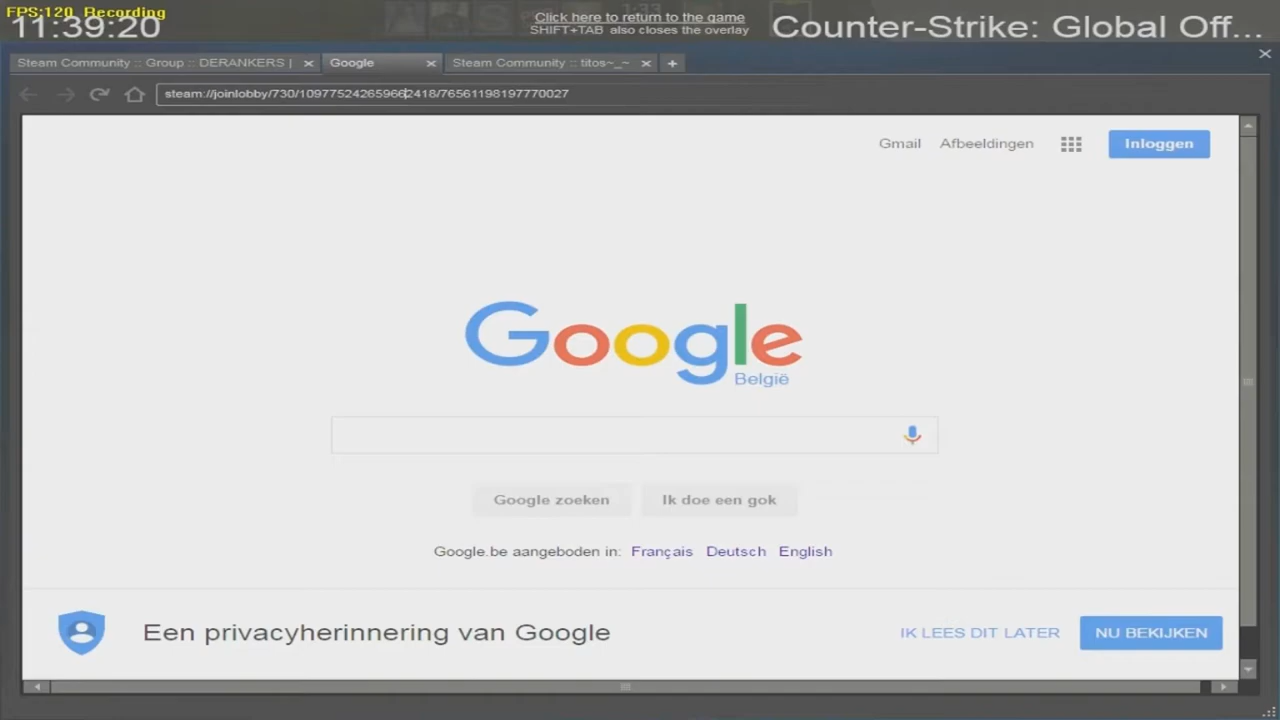 FPS:120 Recording
11:39:20
Click here to return to the game
SHIFT+TAB also closes the overlay
Counter-Strike: Global Off...
Steam Community :: Group :: DERANKERS |
Google
Steam Community :: titos~_~
steam://joinlobby/730/109775242659662418/76561198197770027
Gmail Afbeeldingen Inloggen
Google
België
Google zoeken Ik doe een gok
Google.be aangeboden in: Français Deutsch English
Een privacyherinnering van Google IK LEES DIT LATER NU BEKIJKEN